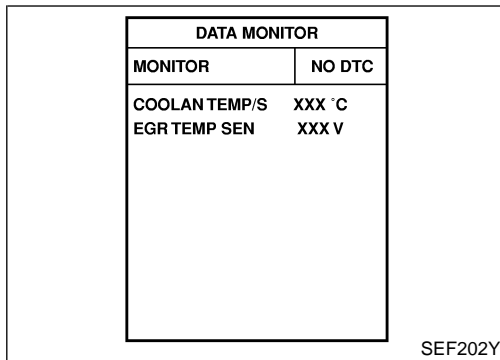 DATA MONITOR
MONITOR NO DTC
COOLAN TEMP/S XXX °C
EGR TEMP SEN XXX V
SEF202Y